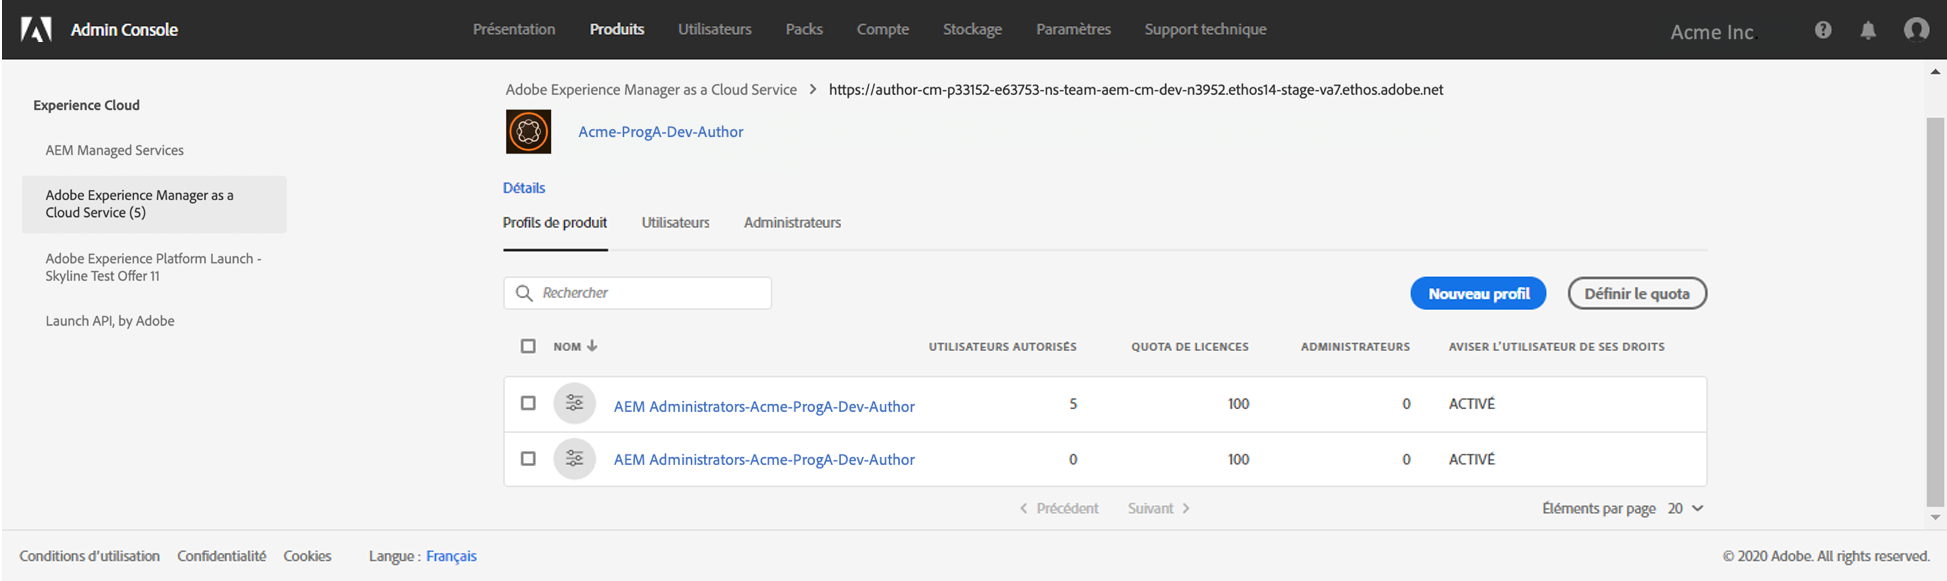 Admin Console Présentation Produits Utilisateurs Packs Compte Stockage Paramètres Support technique Acme Inc.
Experience Cloud
AEM Managed Services
Adobe Experience Manager as a
Cloud Service (5)
Adobe Experience Platform Launch -
Skyline Test Offer 11
Launch API, by Adobe
Adobe Experience Manager as a Cloud Service > https://author-cm-p33152-e63753-ns-team-aem-cm-dev-n3952.ethos14-stage-va7.ethos.adobe.net
Acme-ProgA-Dev-Author
Détails
Profils de produit Utilisateurs Administrateurs
Rechercher Nouveau profil Définir le quota
NOM UTILISATEURS AUTORISÉS QUOTA DE LICENCES ADMINISTRATEURS AVISER L'UTILISATEUR DE SES DROITS
AEM Administrators-Acme-ProgA-Dev-Author 5 100 0 ACTIVÉ
AEM Administrators-Acme-ProgA-Dev-Author 0 100 0 ACTIVÉ
< Précédent Suivant > Éléments par page 20
Conditions d'utilisation Confidentialité Cookies Langue : Français © 2020 Adobe. All rights reserved.